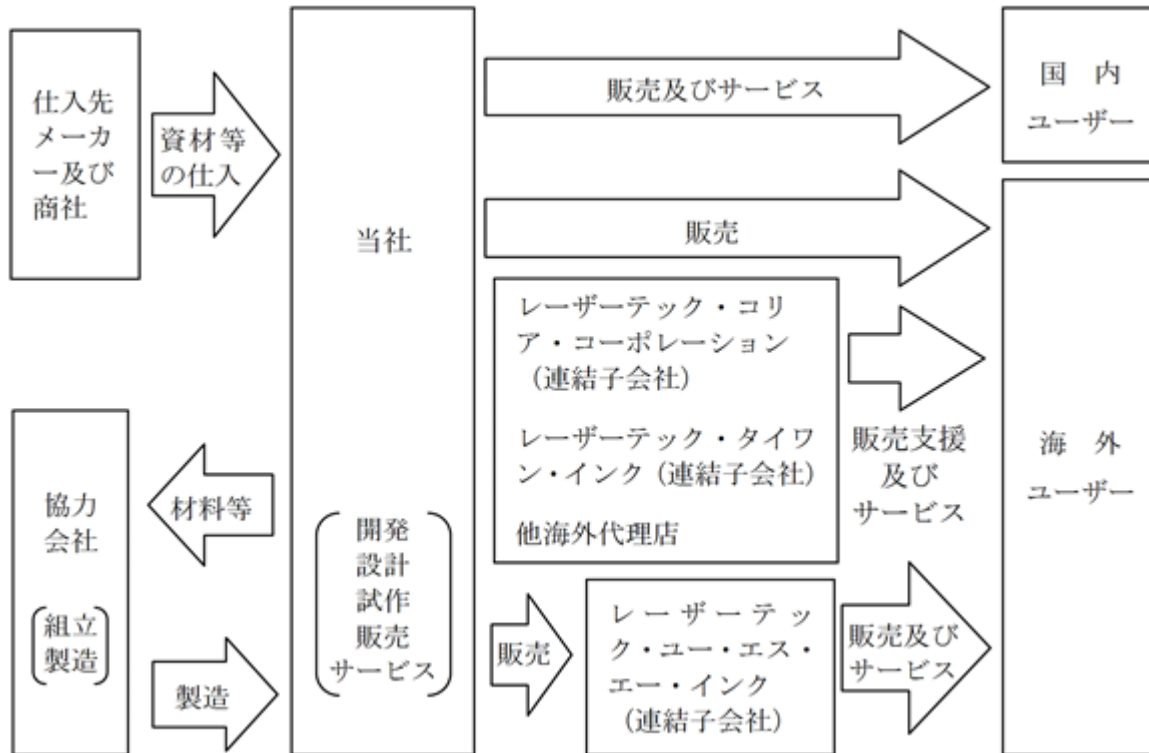 仕入先
メーカ
ー及び
商社
資材等
の仕入
当社
開発
設計
試作
販売
サービス
協力
会社
組立
製造
材料等
製造
販売及びサービス
国　内
ユーザー
販売
レーザーテック・コリ
ア・コーポレーション
（連結子会社）
レーザーテック・タイワ
ン・インク（連結子会社）
他海外代理店
販売支援
及び
サービス
販売
レーザーテッ
ク・ユー・エス・
エー・インク
（連結子会社）
販売及び
サービス
海　外
ユーザー